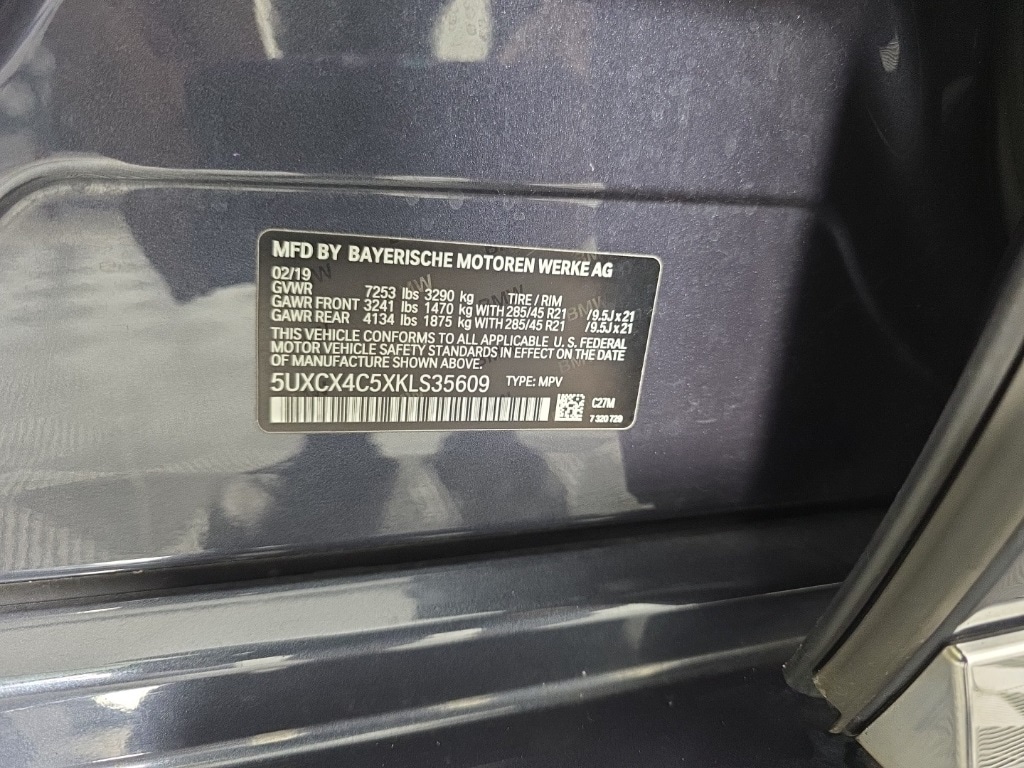 MFD BY BAYERISCHE MOTOREN WERKE AG
02/19
GVWR 7253 lbs 3290 kg TIRE / RIM
GAWR FRONT 3241 lbs 1470 kg WITH 285/45 R21 /9.5J x 21
GAWR REAR 4134 lbs 1875 kg WITH 285/45 R21 /9.5J x 21
THIS VEHICLE CONFORMS TO ALL APPLICABLE U. S. FEDERAL
MOTOR VEHICLE SAFETY STANDARDS IN EFFECT ON THE DATE
OF MANUFACTURE SHOWN ABOVE.
5UXCX4C5XKLS35609 TYPE: MPV
C27M
7 320 729
BMW
BMW
BMW